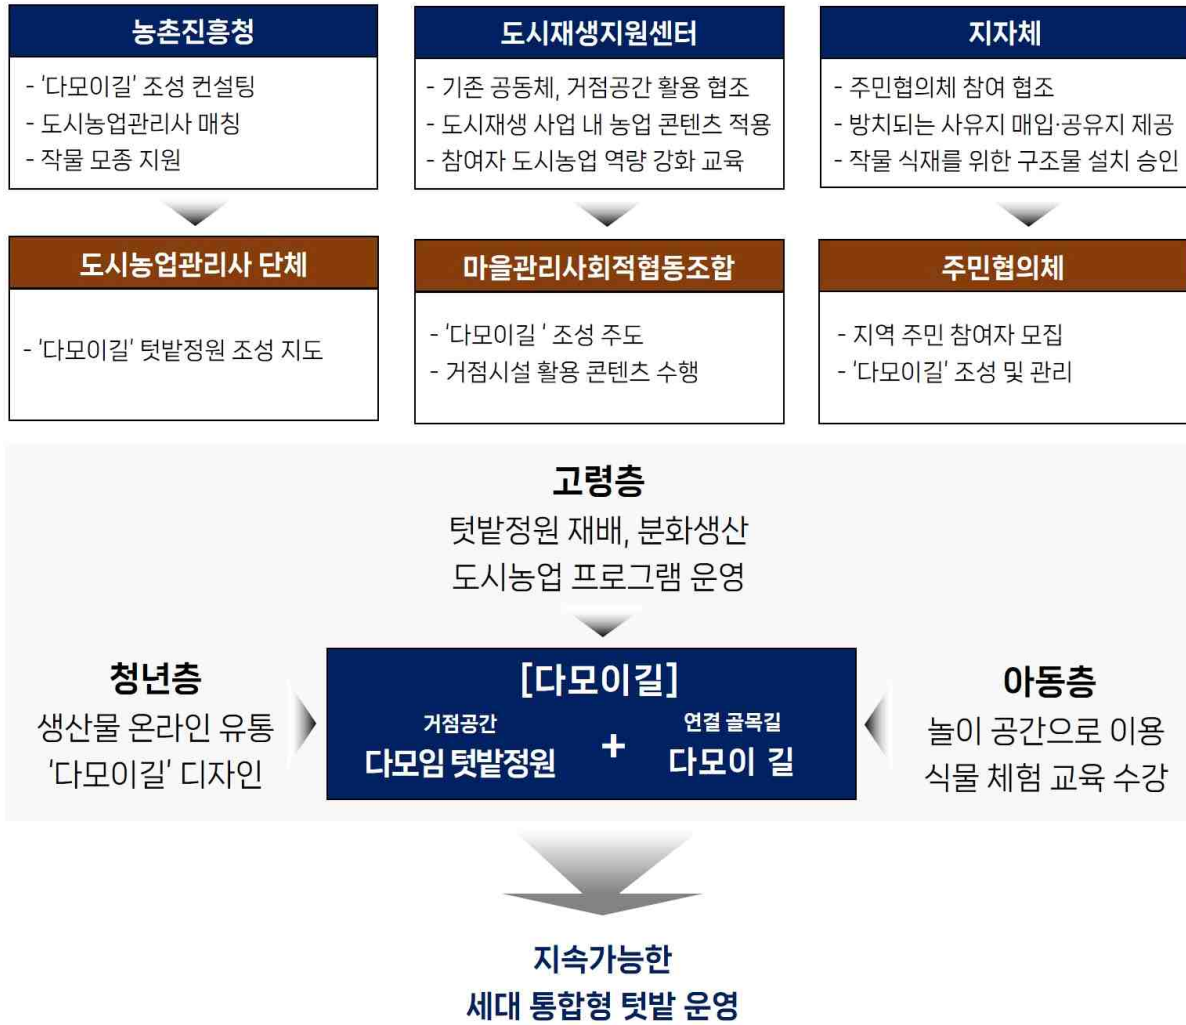 농촌진흥청
- '다모이길' 조성 컨설팅
- 도시농업관리사 매칭
- 작물 모종 지원
도시재생지원센터
- 기존 공동체, 거점공간 활용 협조
- 도시재생 사업 내 농업 콘텐츠 적용
- 참여자 도시농업 역량 강화 교육
지자체
- 주민협의체 참여 협조
- 방치되는 사유지 매입·공유지 제공
- 작물 식재를 위한 구조물 설치 승인
도시농업관리사 단체
- '다모이길' 텃밭정원 조성 지도
마을관리사회적협동조합
- '다모이길 ' 조성 주도
- 거점시설 활용 콘텐츠 수행
주민협의체
- 지역 주민 참여자 모집
- '다모이길' 조성 및 관리
고령층
텃밭정원 재배, 분화생산
도시농업 프로그램 운영
청년층
생산물 온라인 유통
'다모이길' 디자인
[다모이길]
거점공간
다모임 텃밭정원
+
연결 골목길
다모이 길
아동층
놀이 공간으로 이용
식물 체험 교육 수강
지속가능한
세대 통합형 텃밭 운영